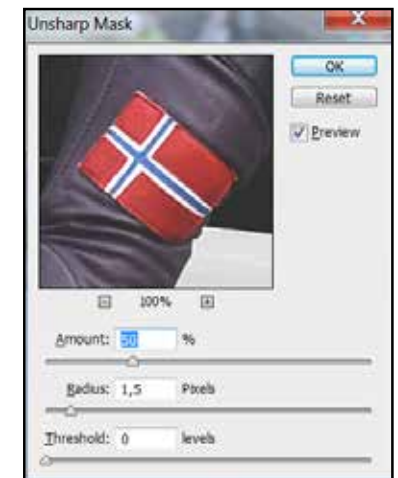 Unsharp Mask
OK
Reset
Preview
100%
Amount: 50 %
Radius: 1,5 Pixels
Threshold: 0 levels